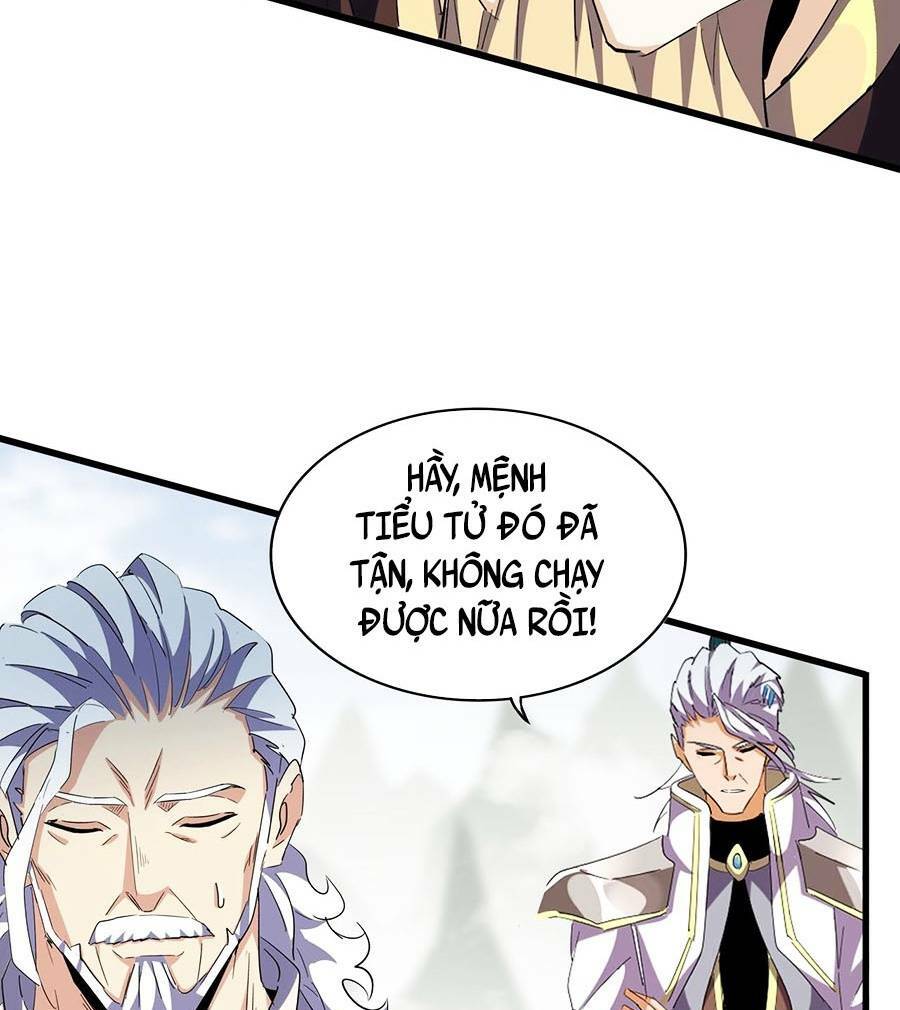 HẦY, MỆNH
TIỂU TỬ ĐÓ ĐÃ
TẬN, KHÔNG CHẠY
ĐƯỢC NỮA RỒI!